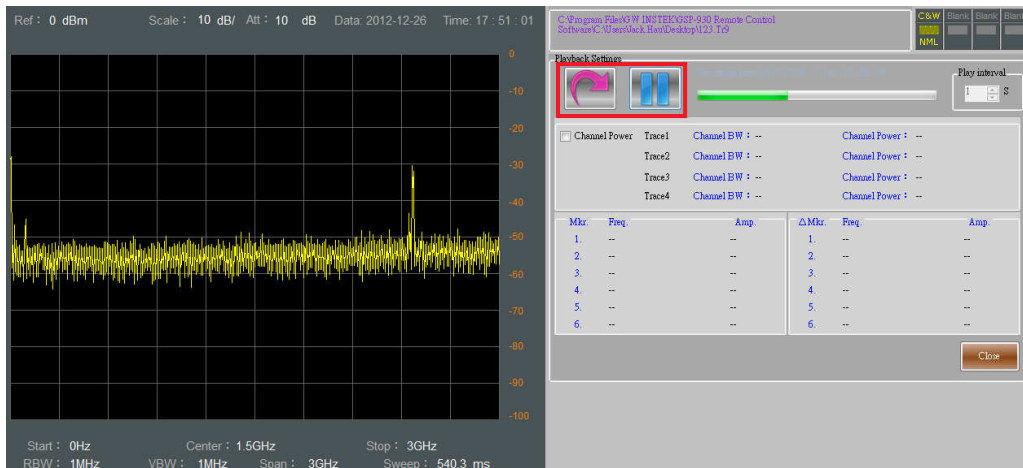 Ref : 0 dBm Scale : 10 dB/ Att : 10 dB Data: 2012-12-26 Time: 17 : 51 : 01
0
-10
-20
-30
-40
-50
-60
-70
-80
-90
-100
Start : 0Hz Center : 1.5GHz Stop : 3GHz
RBW : 1MHz VBW : 1MHz Span : 3GHz Sweep : 540.3 ms
C:\Program Files\GW INSTEK\GSP-930 Remote Control
Software\C:\Users\Jack.Hau\Desktop\123.Tr9
C&W Blank Blank Blank
NML
Playback Settings
Play interval
1 S
Channel Power Trace1 Channel BW : -- Channel Power : --
Trace2 Channel BW : -- Channel Power : --
Trace3 Channel BW : -- Channel Power : --
Trace4 Channel BW : -- Channel Power : --
Mkr. Freq. Amp. △Mkr. Freq. Amp.
1. -- -- 1. -- --
2. -- -- 2. -- --
3. -- -- 3. -- --
4. -- -- 4. -- --
5. -- -- 5. -- --
6. -- -- 6. -- --
Close